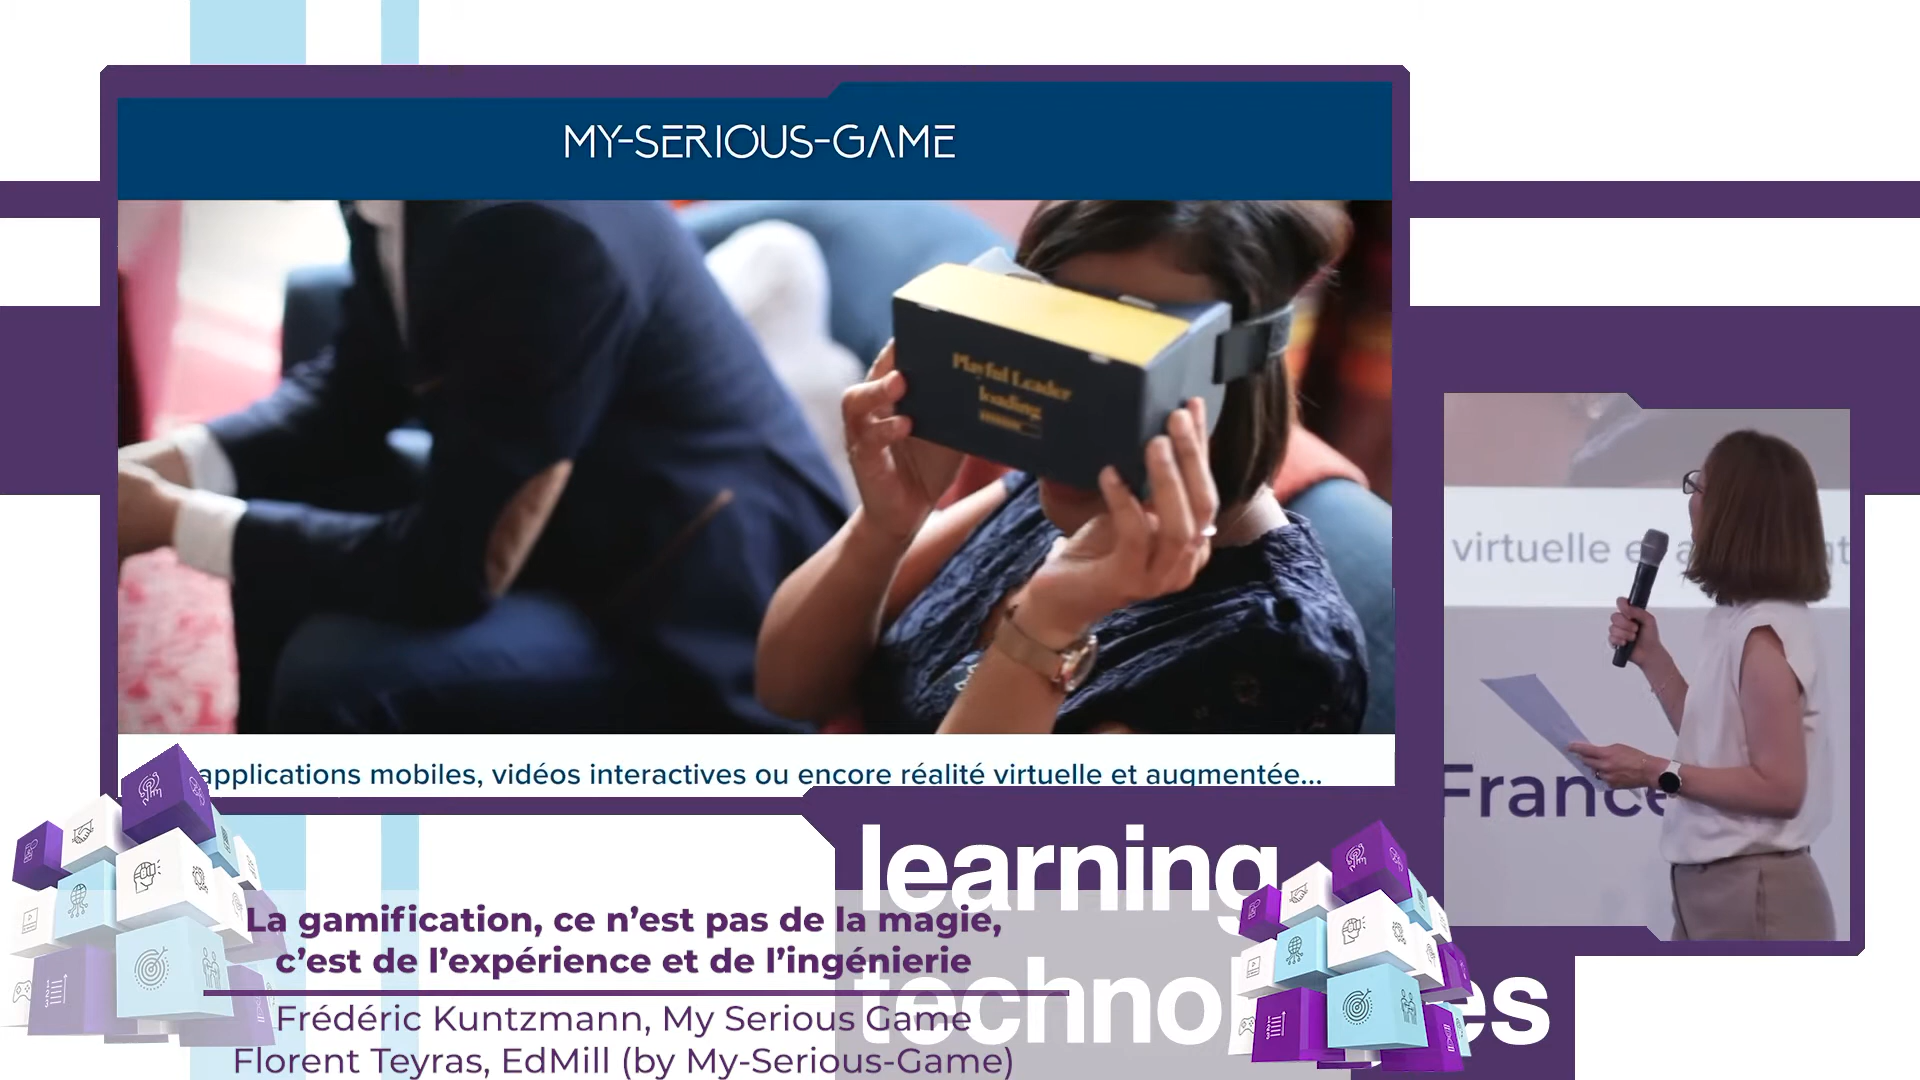 MY-SERIOUS-GAME
Playful Leader
loading
applications mobiles, vidéos interactives ou encore réalité virtuelle et augmentée...
virtuelle
France
learning
La gamification, ce n’est pas de la magie,
c’est de l’expérience et de l’ingénierie
Frédéric Kuntzmann, My Serious Game
Florent Teyras, EdMill (by My-Serious-Game)